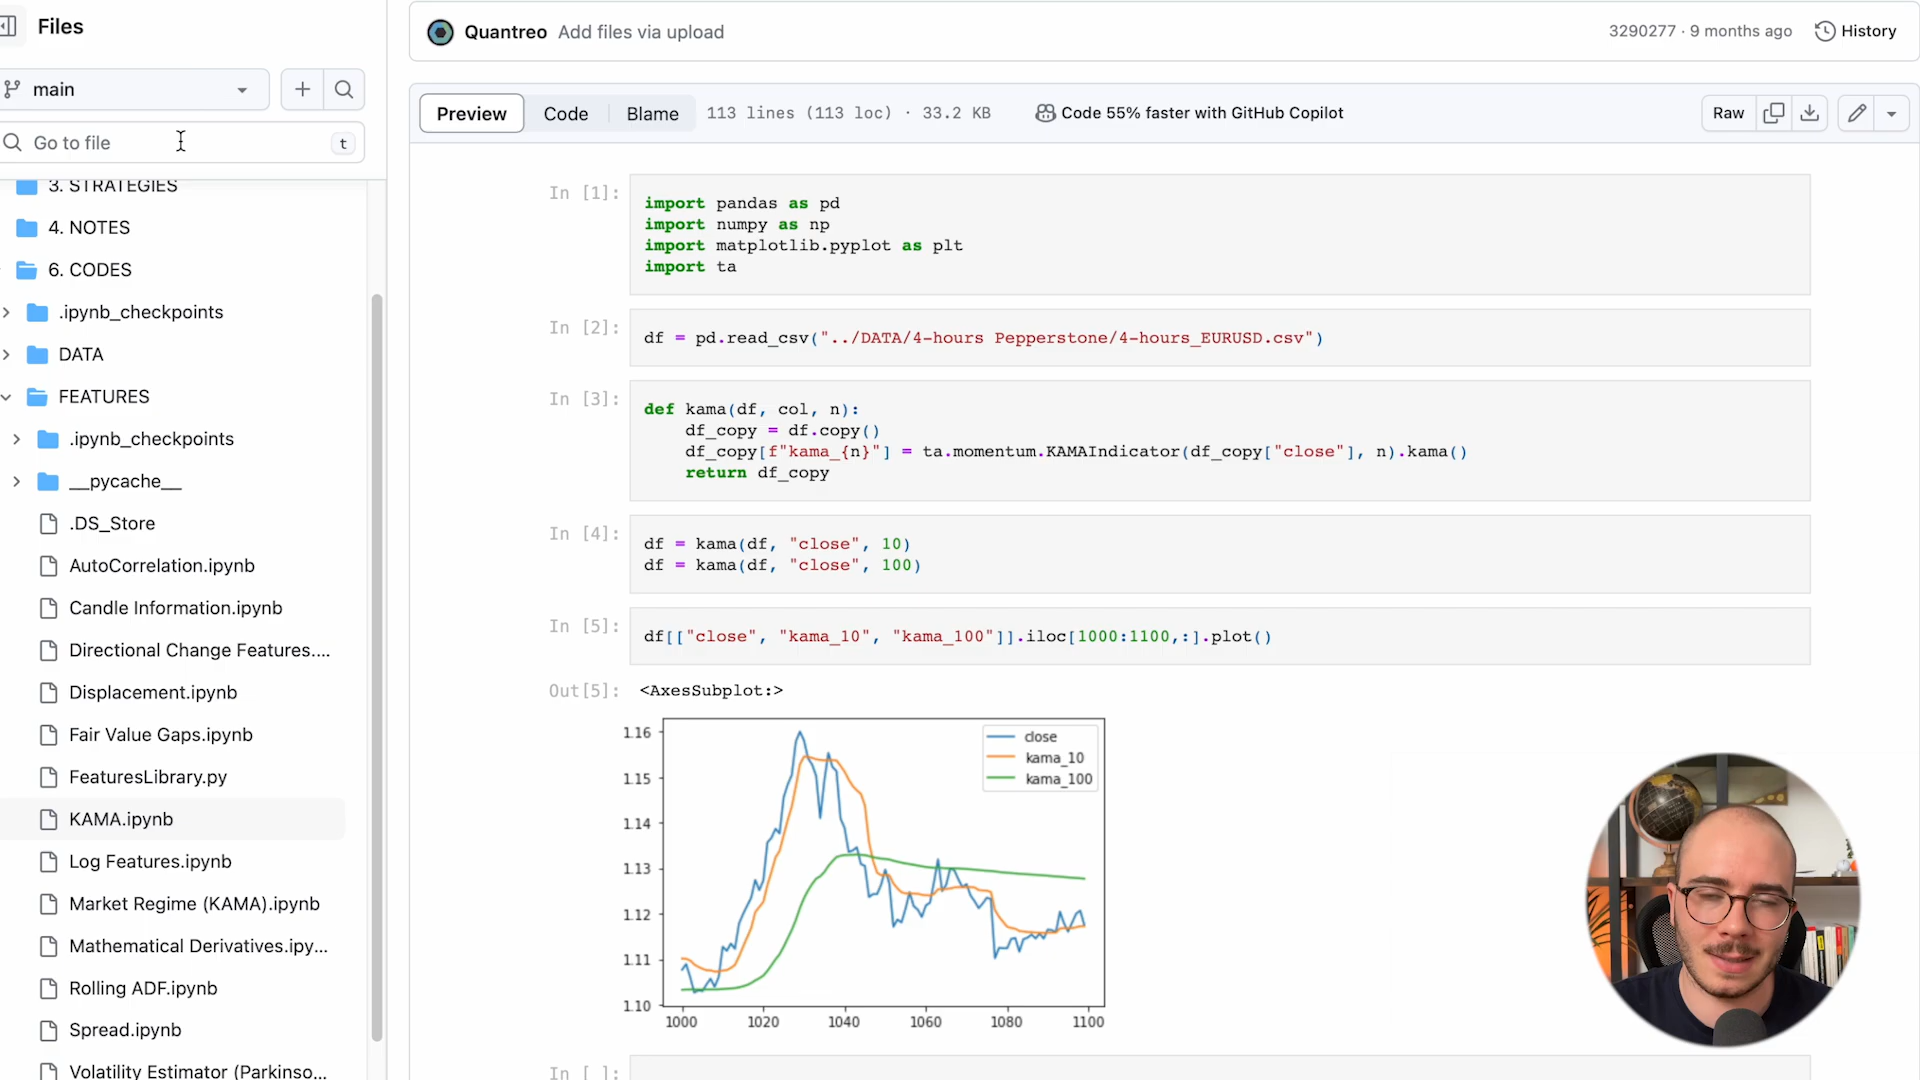 Files
main
Go to file
t
3. STRATEGIES
4. NOTES
6. CODES
.ipynb_checkpoints
DATA
FEATURES
.ipynb_checkpoints
__pycache__
.DS_Store
AutoCorrelation.ipynb
Candle Information.ipynb
Directional Change Features....
Displacement.ipynb
Fair Value Gaps.ipynb
FeaturesLibrary.py
KAMA.ipynb
Log Features.ipynb
Market Regime (KAMA).ipynb
Mathematical Derivatives.ipy...
Rolling ADF.ipynb
Spread.ipynb
Volatility Estimator (Parkinso...
Quantreo Add files via upload
3290277 · 9 months ago
History
Preview Code Blame 113 lines (113 loc) · 33.2 KB Code 55% faster with GitHub Copilot
Raw
In [1]:
import pandas as pd
import numpy as np
import matplotlib.pyplot as plt
import ta
In [2]:
df = pd.read_csv("../DATA/4-hours Pepperstone/4-hours_EURUSD.csv")
In [3]:
def kama(df, col, n):
    df_copy = df.copy()
    df_copy[f"kama_{n}"] = ta.momentum.KAMAIndicator(df_copy["close"], n).kama()
    return df_copy
In [4]:
df = kama(df, "close", 10)
df = kama(df, "close", 100)
In [5]:
df[["close", "kama_10", "kama_100"]].iloc[1000:1100,:].plot()
Out[5]: <AxesSubplot:>
1.16
1.15
1.14
1.13
1.12
1.11
1.10
close
kama_10
kama_100
1000 1020 1040 1060 1080 1100
In [ ]: